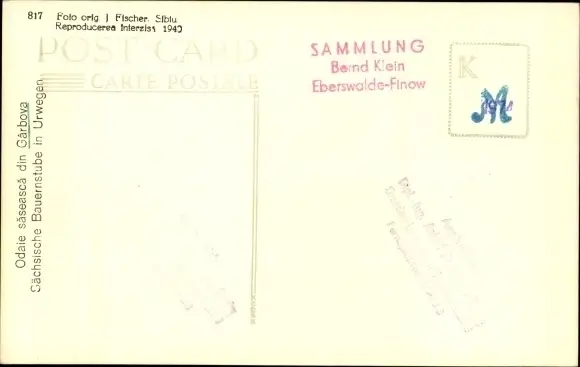 817 Foto orig J Fischer. Sibiu
Reproducerea interzisă 1940
POST CARD
CARTE POSTALE
SAMMLUNG
Bernd Klein
Eberswalde-Finow
K
M
Odaie săsească din Gârbova
Sächsische Bauernstube in Urwegen